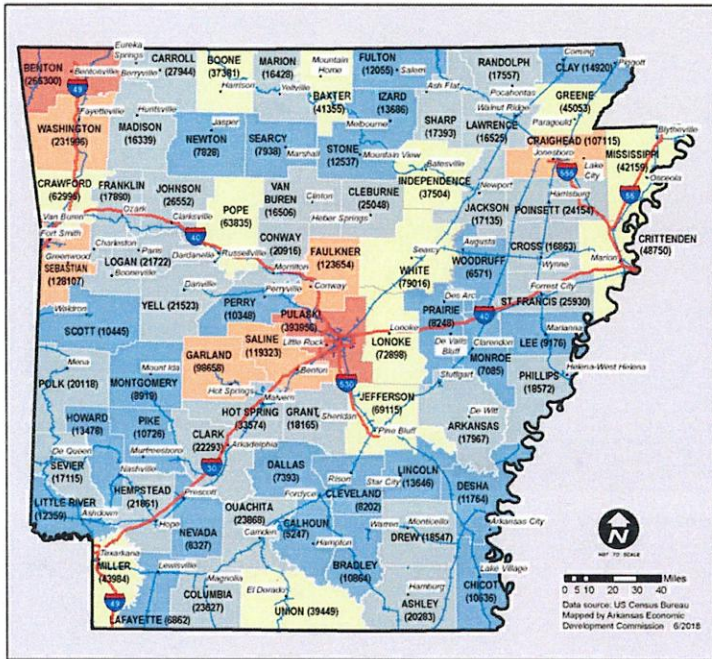 Eureka
Springs
CARROLL
(27944)
BOONE
(37381)
MARION
(16428)
Mountain
Home
FULTON
(12055)
Salem
RANDOLPH
(17557)
Corning
CLAY (14920)
Piggott
BENTON
(266300)
Bentonville
Berryville
Harrison
Yellville
BAXTER
(41355)
IZARD
(13686)
Ash Flat
Pocahontas
GREENE
(45053)
49
Fayetteville
Huntsville
Jasper
Melbourne
SHARP
(17393)
Walnut Ridge
LAWRENCE
(16525)
Paragould
WASHINGTON
(231996)
MADISON
(16339)
NEWTON
(7828)
SEARCY
(7938)
Marshall
STONE
(12537)
Mountain View
Batesville
CRAIGHEAD (107115)
Jonesboro
Lake
City
555
Blytheville
MISSISSIPPI
(42159)
Osceola
55
CRAWFORD
(62996)
FRANKLIN
(17890)
JOHNSON
(26552)
Ozark
Clarksville
POPE
(63835)
VAN
BUREN
(16506)
Clinton
CLEBURNE
(25048)
Heber Springs
INDEPENDENCE
(37504)
Newport
JACKSON
(17135)
Harrisburg
POINSETT (24154)
Van Buren
Fort Smith
40
Charleston
Greenwood
Paris
LOGAN (21722)
Booneville
Dardanelle
Russellville
CONWAY
(20916)
Morrilton
FAULKNER
(123654)
Conway
Searcy
WHITE
(79016)
Augusta
WOODRUFF
(6571)
CROSS (16863)
Wynne
Marion
CRITTENDEN
(48750)
SEBASTIAN
(128107)
Danville
YELL (21523)
Perryville
PERRY
(10348)
PULASKI
(393956)
Little Rock
Des Arc
PRAIRIE
(8248)
40
Forrest City
ST. FRANCIS (25930)
Waldron
SCOTT (10445)
SALINE
(119323)
Lonoke
LONOKE
(72898)
De Valls
Bluff
Clarendon
MONROE
(7085)
Marianna
LEE (9176)
Helena-West Helena
PHILLIPS
(18572)
Mena
POLK (20118)
Mount Ida
MONTGOMERY
(8919)
GARLAND
(98658)
Hot Springs
Benton
Malvern
530
Stuttgart
HOWARD
(13478)
PIKE
(10726)
HOT SPRING
(33574)
GRANT
(18165)
Sheridan
JEFFERSON
(69115)
Pine Bluff
De Witt
ARKANSAS
(17967)
De Queen
SEVIER
(17115)
Murfreesboro
Nashville
CLARK
(22293)
Arkadelphia
30
DALLAS
(7393)
Fordyce
Rison
Star City
CLEVELAND
(8202)
LINCOLN
(13646)
DESHA
(11764)
Arkansas City
LITTLE RIVER
(12359)
Ashdown
HEMPSTEAD
(21861)
Hope
Prescott
OUACHITA
(23868)
Camden
CALHOUN
(5247)
Hampton
Warren
Monticello
DREW (18547)
NEVADA
(8327)
BRADLEY
(10864)
N
NOT TO SCALE
Texarkana
MILLER
(43984)
Lewisville
Magnolia
COLUMBIA
(23627)
El Dorado
UNION (39449)
Hamburg
ASHLEY
(20283)
Lake Village
CHICOT
(10636)
49
LAFAYETTE (6862)
0 5 10 20 30 40 Miles
Data source: US Census Bureau
Mapped by Arkansas Economic
Development Commission 6/2018